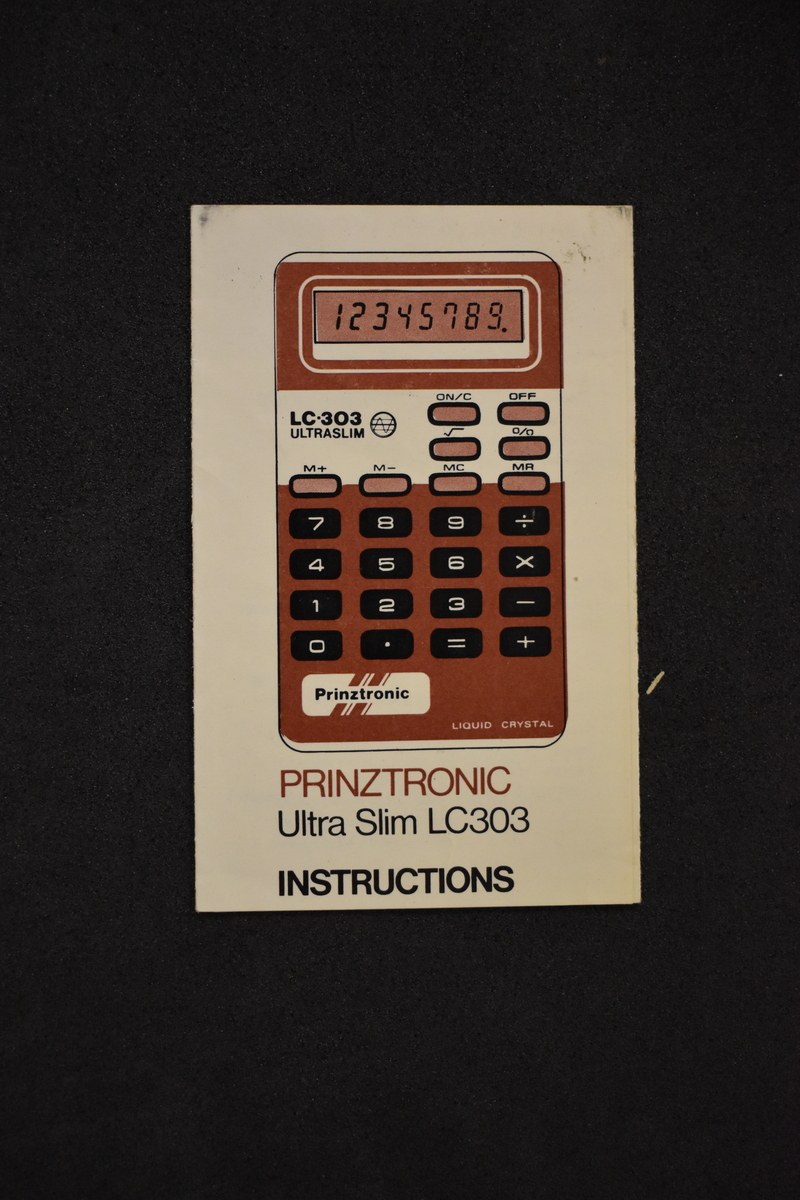 12345789.
ON/C OFF
LC·303
ULTRASLIM
√ %
M+ M− MC MR
7 8 9 ÷
4 5 6 X
1 2 3 −
0 · = +
Prinztronic
LIQUID CRYSTAL
PRINZTRONIC
Ultra Slim LC303
INSTRUCTIONS